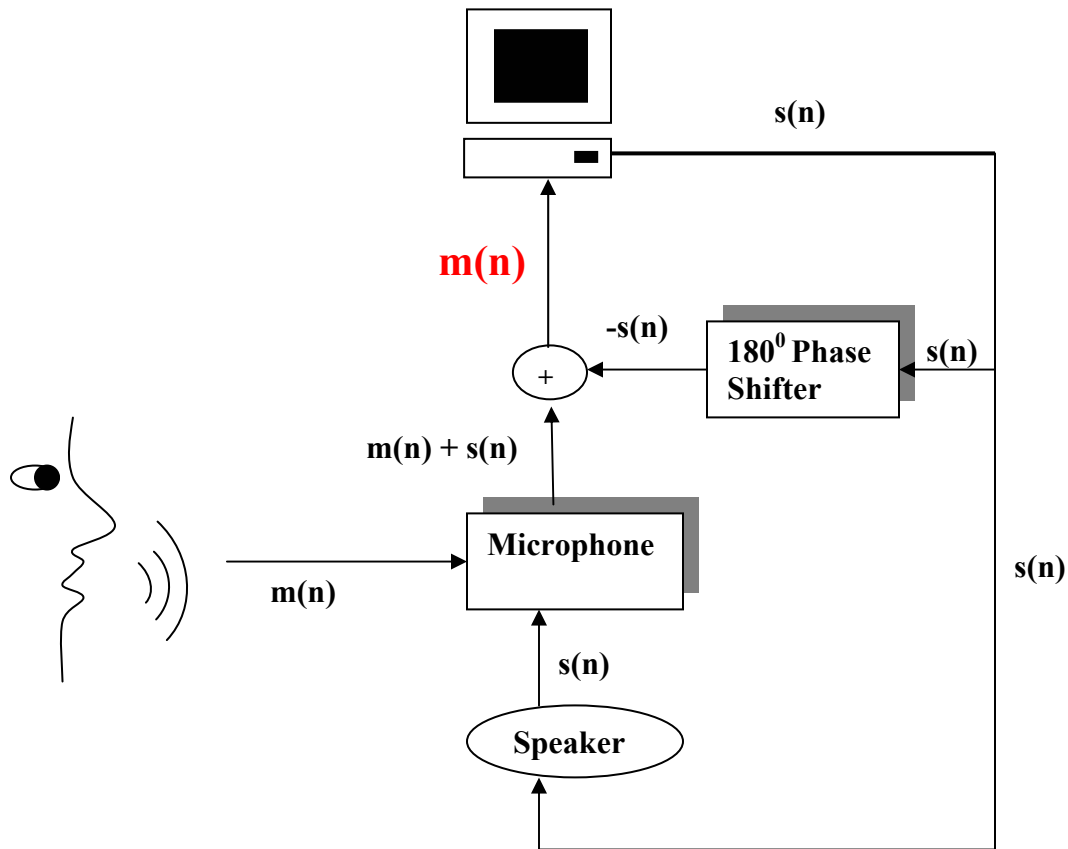 s(n)
m(n)
-s(n)
180⁰ Phase
Shifter
s(n)
+
m(n) + s(n)
Microphone
m(n)
s(n)
s(n)
Speaker